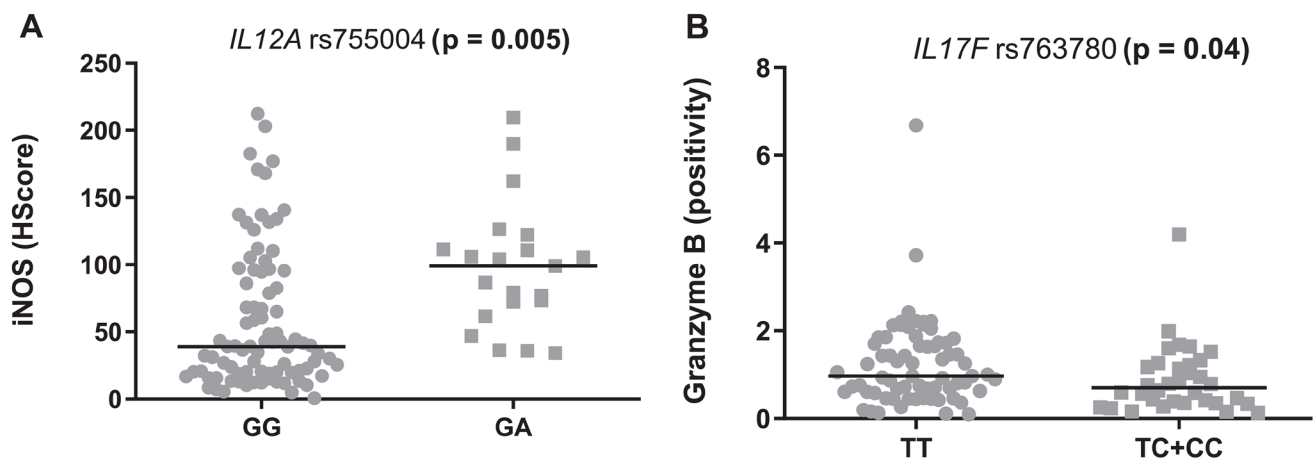 A
IL12A rs755004 (p = 0.005)
iNOS (HScore)
250
200
150
100
50
0
GG
GA
B
IL17F rs763780 (p = 0.04)
Granzyme B (positivity)
8
6
4
2
0
TT
TC+CC